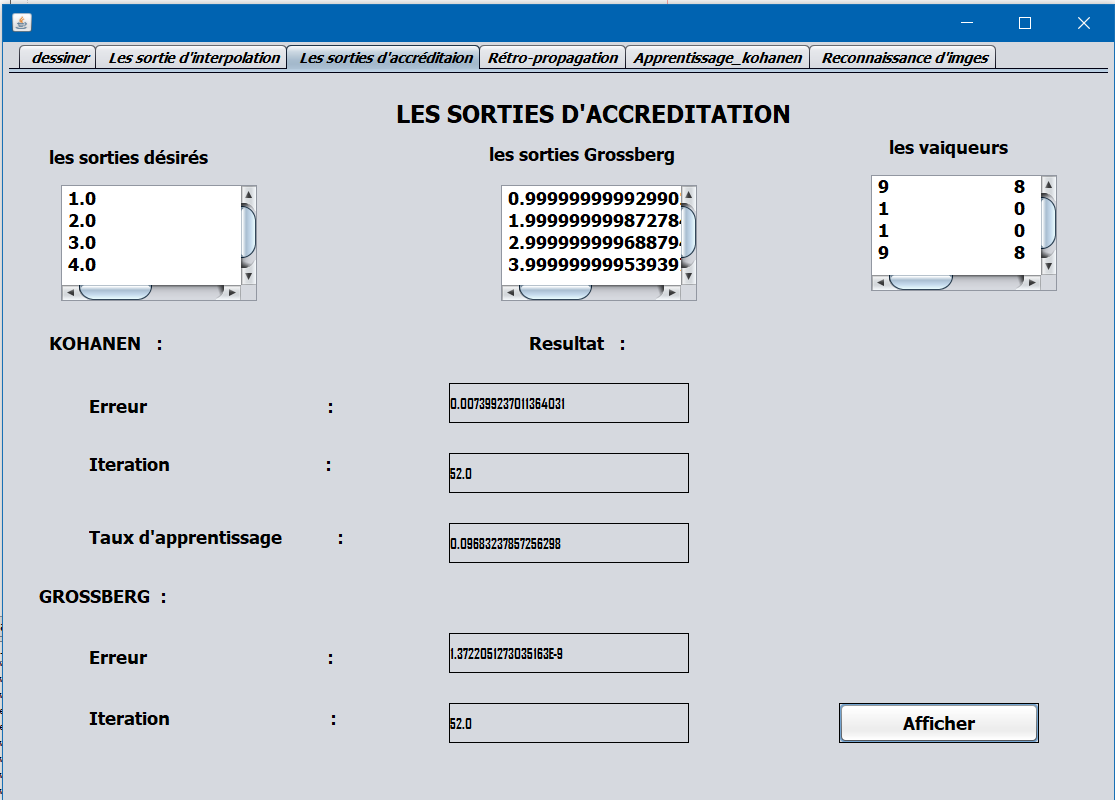 dessiner Les sortie d'interpolation Les sorties d'accréditaion Rétro-propagation Apprentissage_kohanen Reconnaissance d'imges
LES SORTIES D'ACCREDITATION
les sorties désirés
1.0
2.0
3.0
4.0
les sorties Grossberg
0.9999999999299
1.999999999872784
2.999999999688794
3.99999999953939
les vaiqueurs
9 8
1 0
1 0
9 8
KOHANEN :
Resultat :
Erreur : 0.007399237011364031
Iteration : 52.0
Taux d'apprentissage : 0.09683237857256298
GROSSBERG :
Erreur : 1.3722051273035163E-9
Iteration : 52.0
Afficher